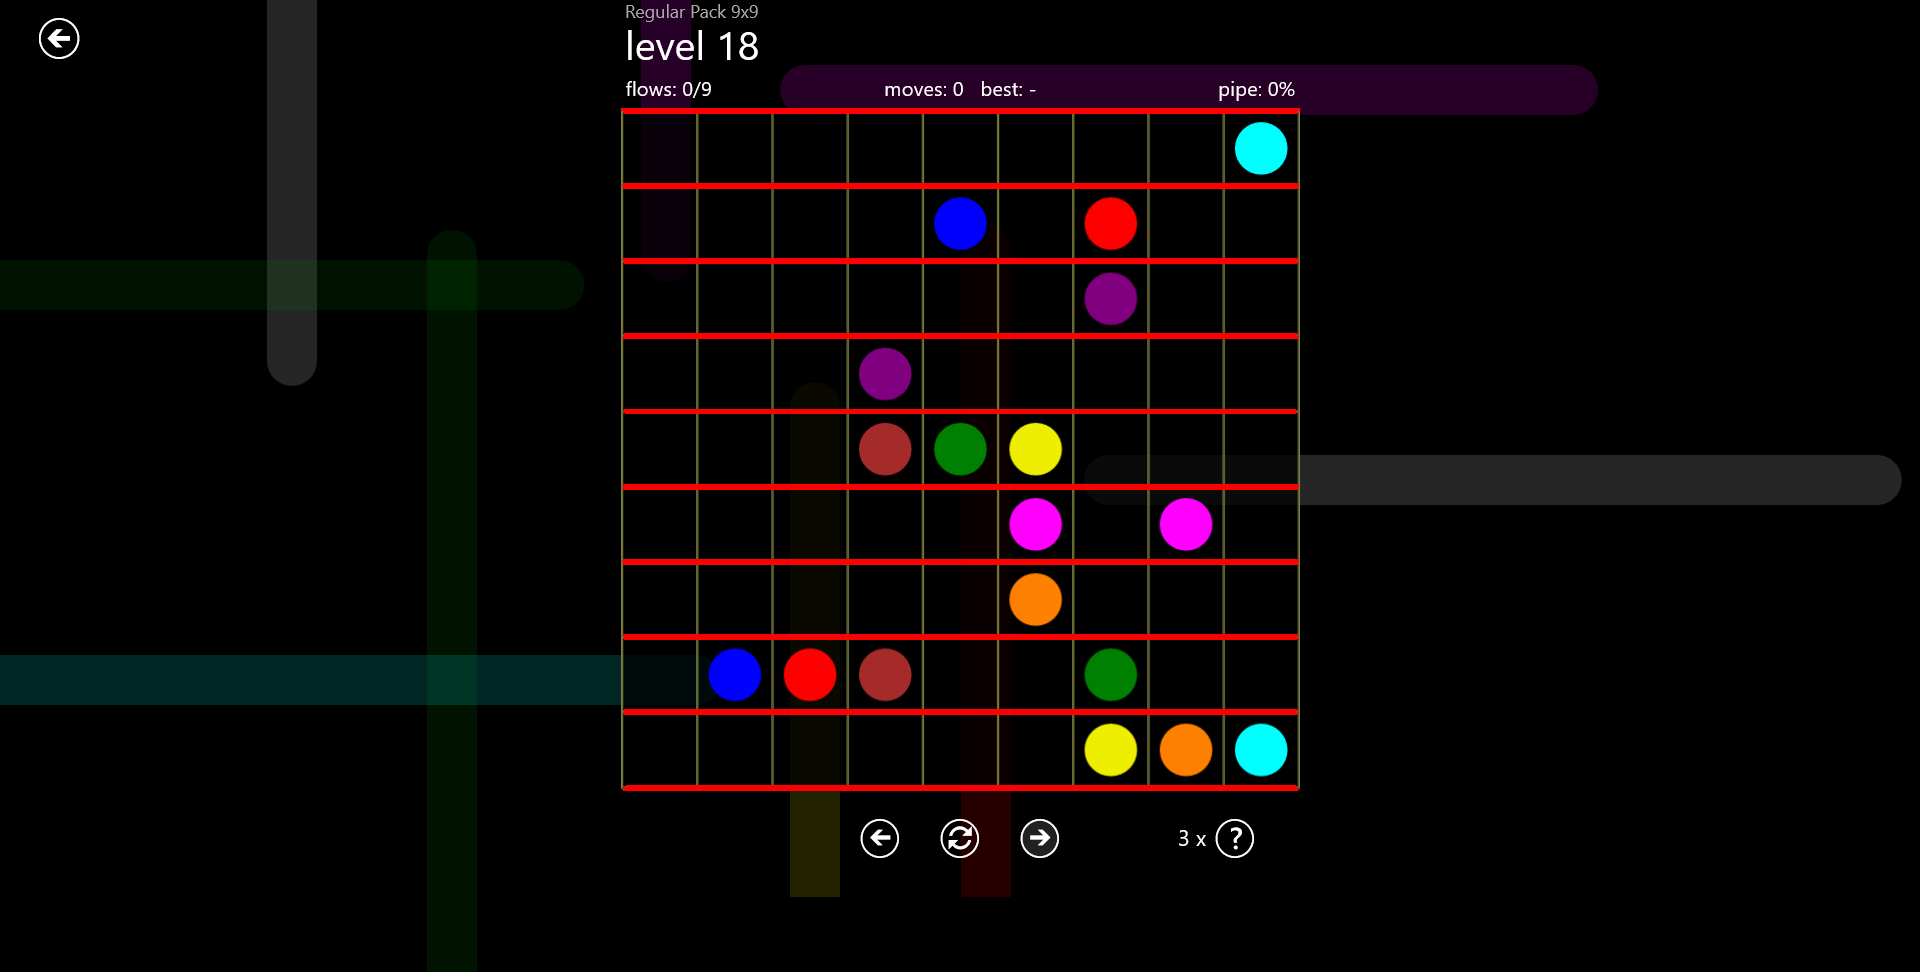 Regular Pack 9x9
level 18
flows: 0/9 moves: 0 best: - pipe: 0%
3 x ?